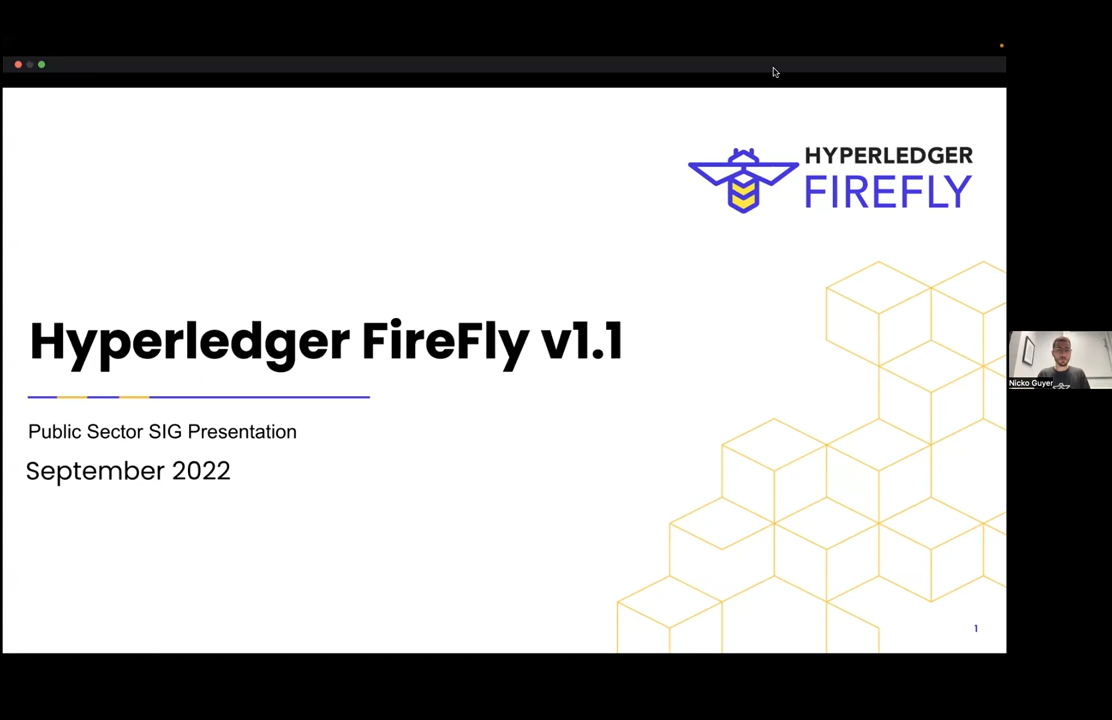 HYPERLEDGER
FIREFLY
Hyperledger FireFly v1.1
Public Sector SIG Presentation
September 2022
1
Nicko Guyer